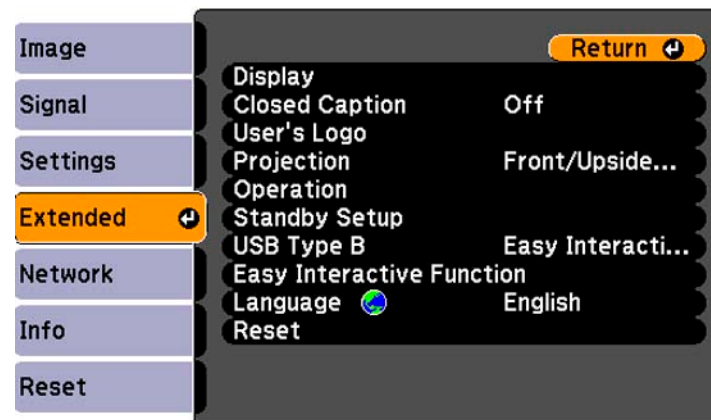 Image
Signal
Settings
Extended
Network
Info
Reset
Return
Display
Closed Caption Off
User's Logo
Projection Front/Upside...
Operation
Standby Setup
USB Type B Easy Interacti...
Easy Interactive Function
Language English
Reset